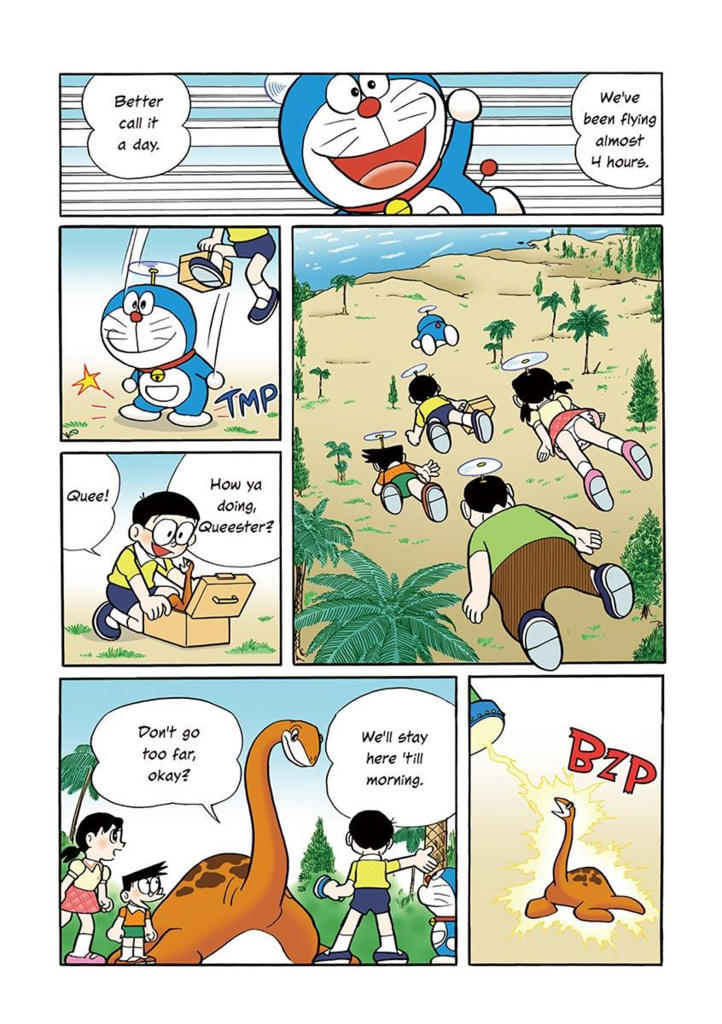 We've
been flying
almost
4 hours.
Better
call it
a day.
TMP
How ya
doing,
Queester?
Quee!
BZP
We'll stay
here 'till
morning.
Don't go
too far,
okay?